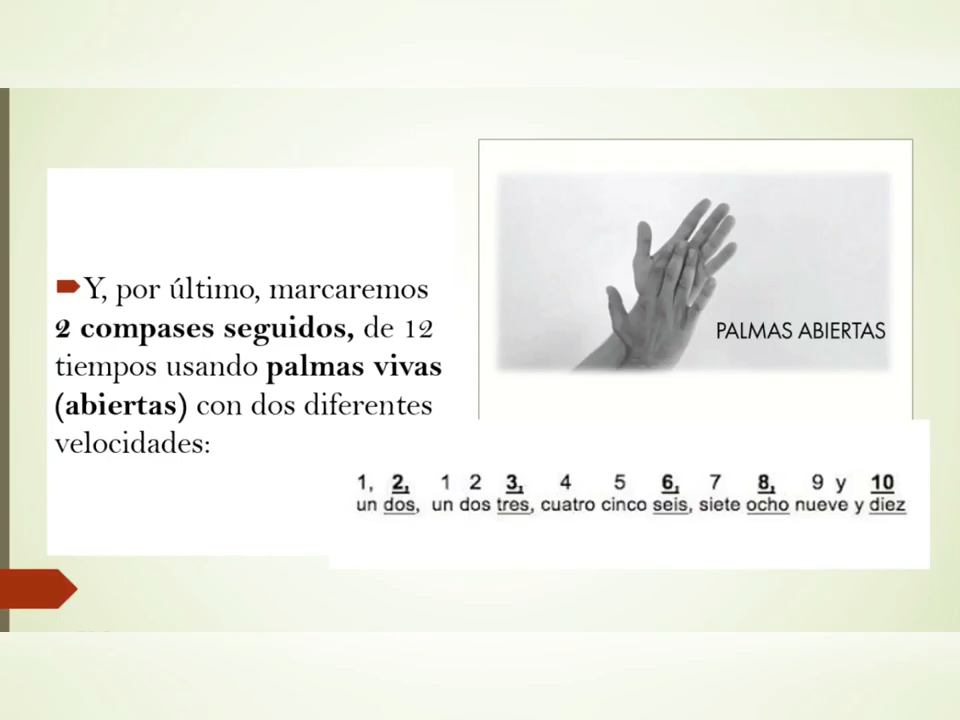 Y, por último, marcaremos
2 compases seguidos, de 12
tiempos usando palmas vivas
(abiertas) con dos diferentes
velocidades:
PALMAS ABIERTAS
1, 2, 1 2 3, 4 5 6, 7 8, 9 y 10
un dos, un dos tres, cuatro cinco seis, siete ocho nueve y diez